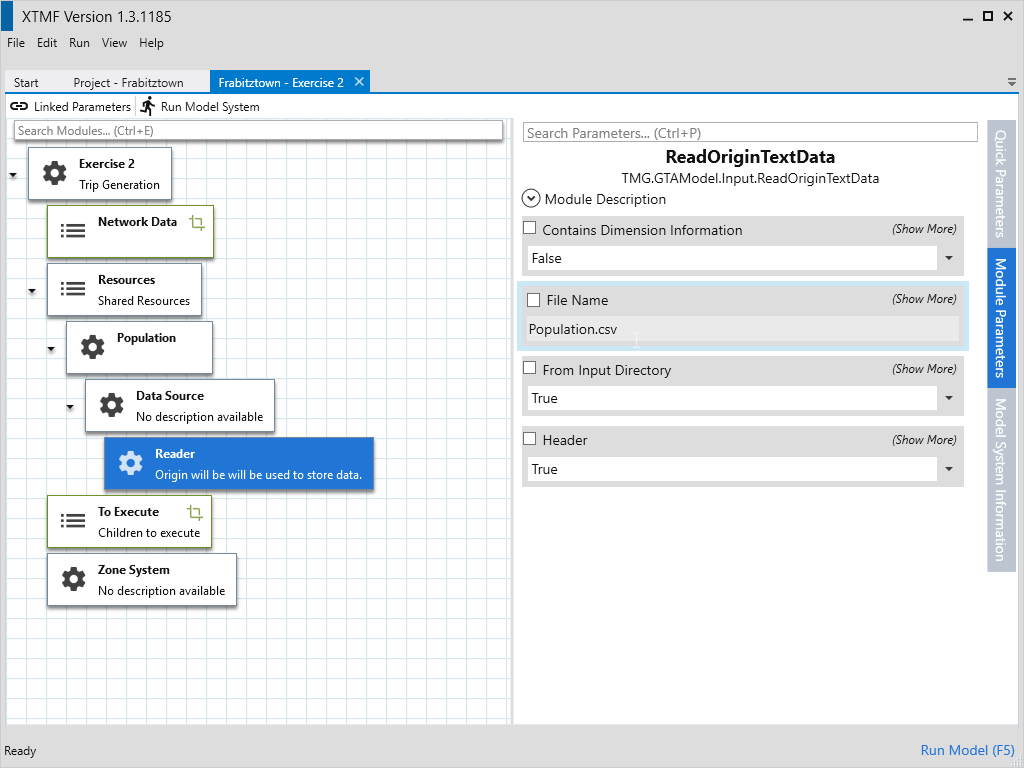 XTMF Version 1.3.1185
File Edit Run View Help
Start Project - Frabitztown Frabitztown - Exercise 2
Linked Parameters Run Model System
Search Modules... (Ctrl+E)
Exercise 2
Trip Generation
Network Data
Resources
Shared Resources
Population
Data Source
No description available
Reader
Origin will be will be used to store data.
To Execute
Children to execute
Zone System
No description available
Search Parameters... (Ctrl+P)
ReadOriginTextData
TMG.GTAModel.Input.ReadOriginTextData
Module Description
Contains Dimension Information (Show More)
False
File Name (Show More)
Population.csv
From Input Directory (Show More)
True
Header (Show More)
True
Quick Parameters
Module Parameters
Model System Information
Ready
Run Model (F5)